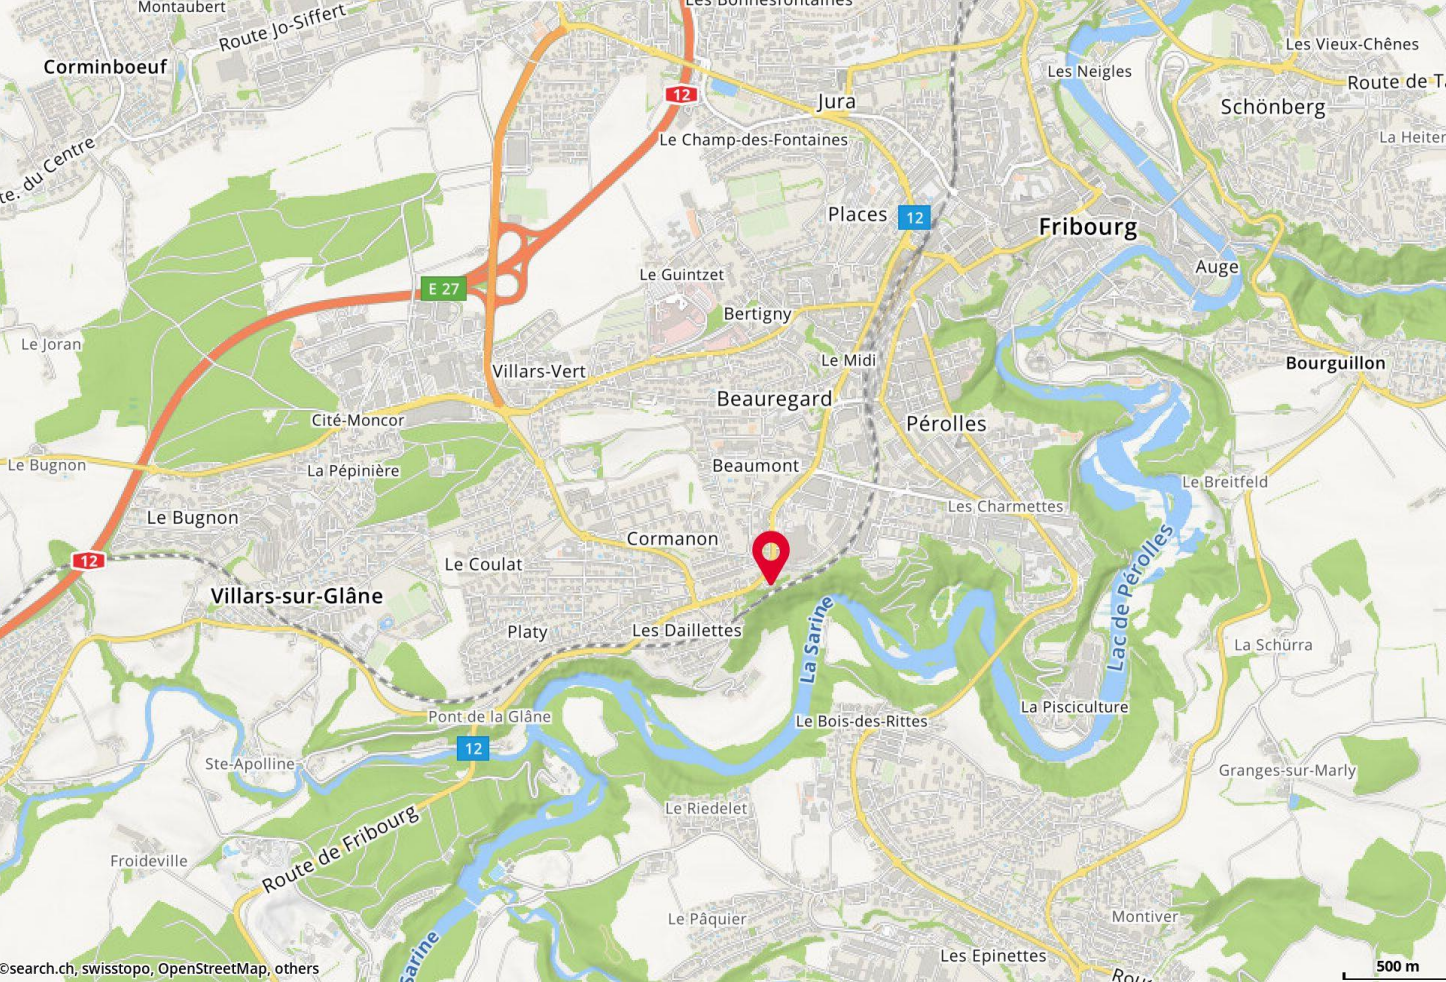 Les Bonnesfontaines
Montaubert
Route Jo-Siffert
Les Vieux-Chênes
Corminboeuf
Les Neigles
Route de Ta
12
Jura
Schönberg
Le Champ-des-Fontaines
La Heiter
te. du Centre
Places
12
Fribourg
Auge
Le Guintzet
E 27
Bertigny
Le Joran
Le Midi
Bourguillon
Villars-Vert
Beauregard
Cité-Moncor
Pérolles
Le Bugnon
La Pépinière
Beaumont
Le Breitfeld
Les Charmettes
Le Bugnon
Cormanon
12
Le Coulat
Lac de Pérolles
Villars-sur-Glâne
Platy
Les Daillettes
La Sarine
La Schürra
Pont de la Glâne
Le Bois-des-Rittes
La Pisciculture
12
Ste-Apolline
Granges-sur-Marly
Le Riedelet
Route de Fribourg
Froideville
Le Pâquier
Montiver
Sarine
Les Epinettes
©search.ch, swisstopo, OpenStreetMap, others
500 m
Rou